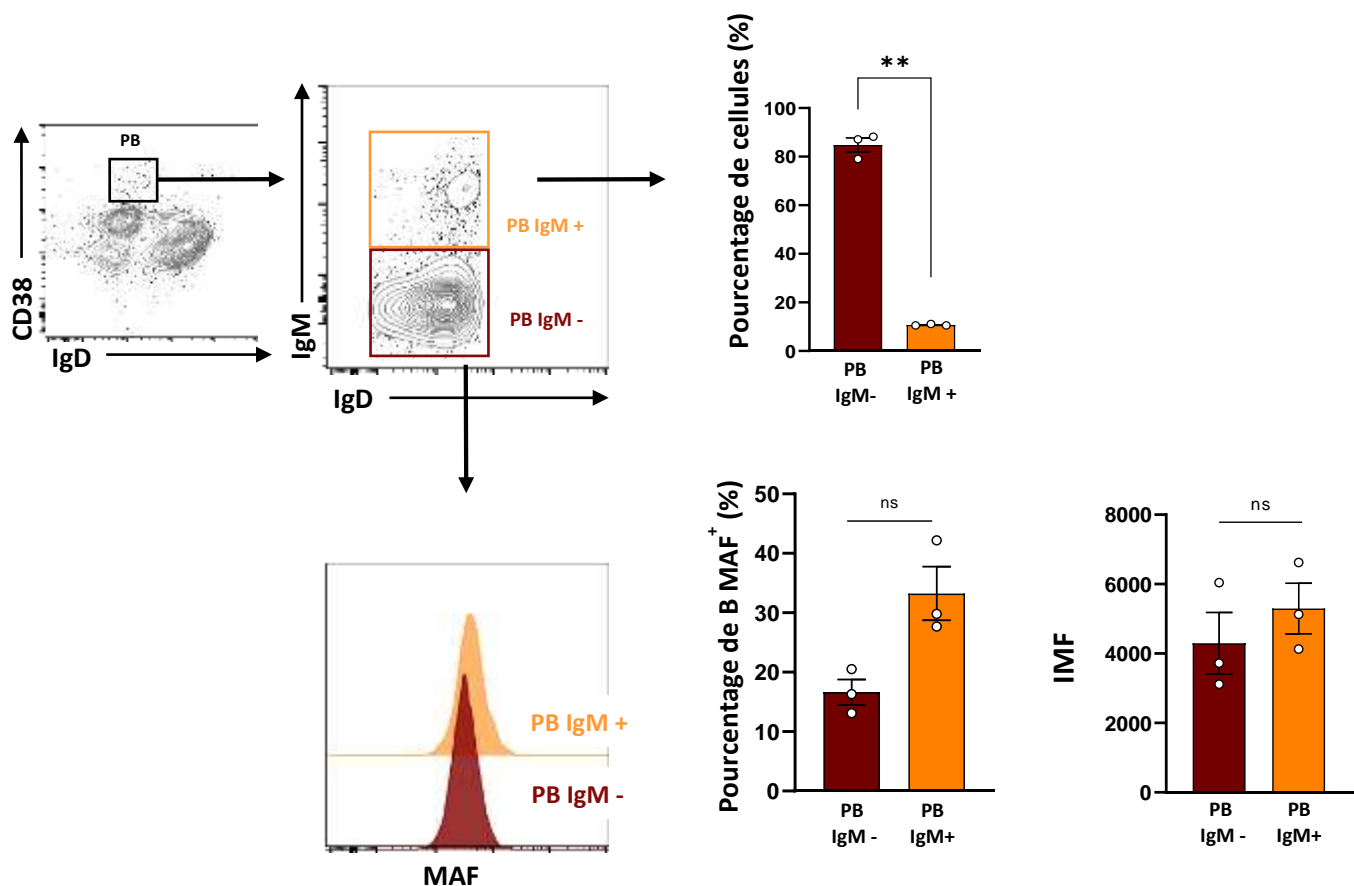 CD38
PB
IgD
IgM
PB IgM +
PB IgM -
IgD
Pourcentage de cellules (%)
**
100
80
60
40
20
0
PB
IgM-
PB
IgM +
PB IgM +
PB IgM -
MAF
Pourcentage de B MAF+ (%)
ns
50
40
30
20
10
0
PB
IgM -
PB
IgM+
IMF
ns
8000
6000
4000
2000
0
PB
IgM -
PB
IgM+